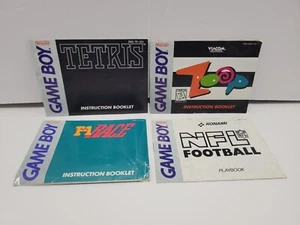 GAME BOY
TETRIS
INSTRUCTION BOOKLET
GAME BOY
VIACOM
ZOOP
INSTRUCTION BOOKLET
GAME BOY
F1 RACE
INSTRUCTION BOOKLET
GAME BOY
KONAMI
NFL
FOOTBALL
PLAYBOOK